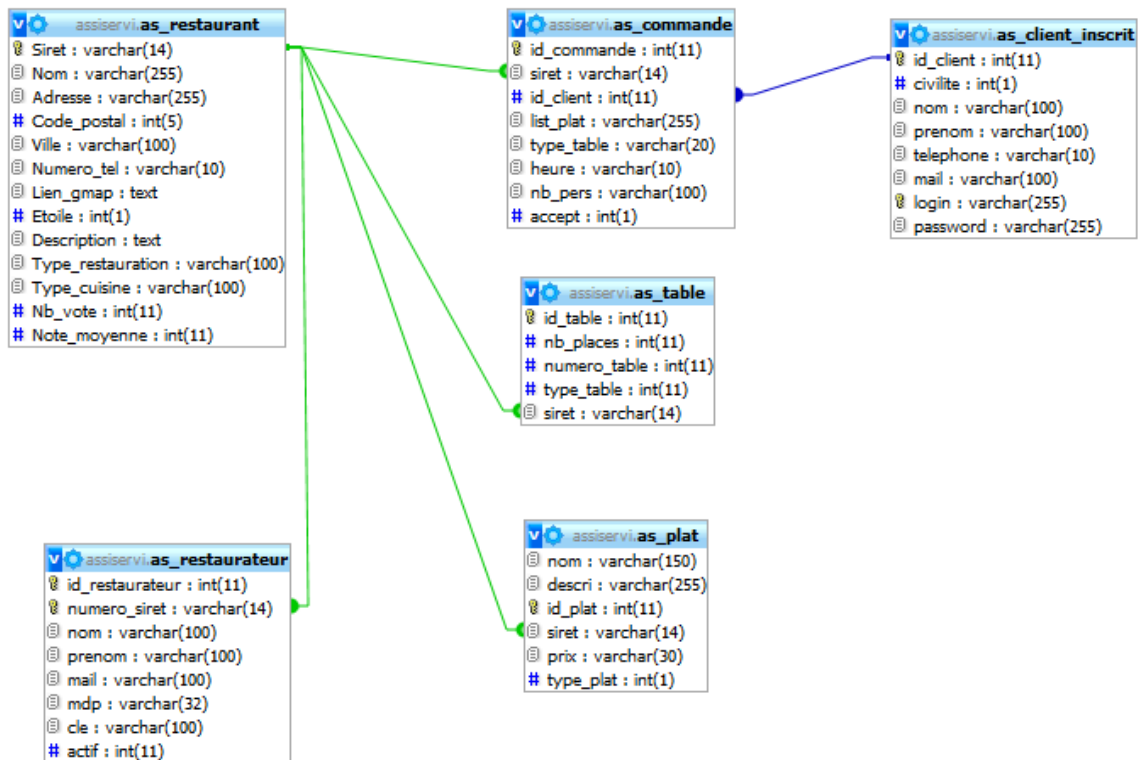 assiservi.as_restaurant
Siret : varchar(14)
Nom : varchar(255)
Adresse : varchar(255)
# Code_postal : int(5)
Ville : varchar(100)
Numero_tel : varchar(10)
Lien_gmap : text
# Etoile : int(1)
Description : text
Type_restauration : varchar(100)
Type_cuisine : varchar(100)
# Nb_vote : int(11)
# Note_moyenne : int(11)
assiservi.as_commande
id_commande : int(11)
siret : varchar(14)
# id_client : int(11)
list_plat : varchar(255)
type_table : varchar(20)
heure : varchar(10)
nb_pers : varchar(100)
# accept : int(1)
assiservi.as_client_inscrit
id_client : int(11)
# civilite : int(1)
nom : varchar(100)
prenom : varchar(100)
telephone : varchar(10)
mail : varchar(100)
login : varchar(255)
password : varchar(255)
assiservi.as_table
id_table : int(11)
# nb_places : int(11)
# numero_table : int(11)
# type_table : int(11)
siret : varchar(14)
assiservi.as_restaurateur
id_restaurateur : int(11)
numero_siret : varchar(14)
nom : varchar(100)
prenom : varchar(100)
mail : varchar(100)
mdp : varchar(32)
cle : varchar(100)
# actif : int(11)
assiservi.as_plat
nom : varchar(150)
descri : varchar(255)
id_plat : int(11)
siret : varchar(14)
prix : varchar(30)
# type_plat : int(1)